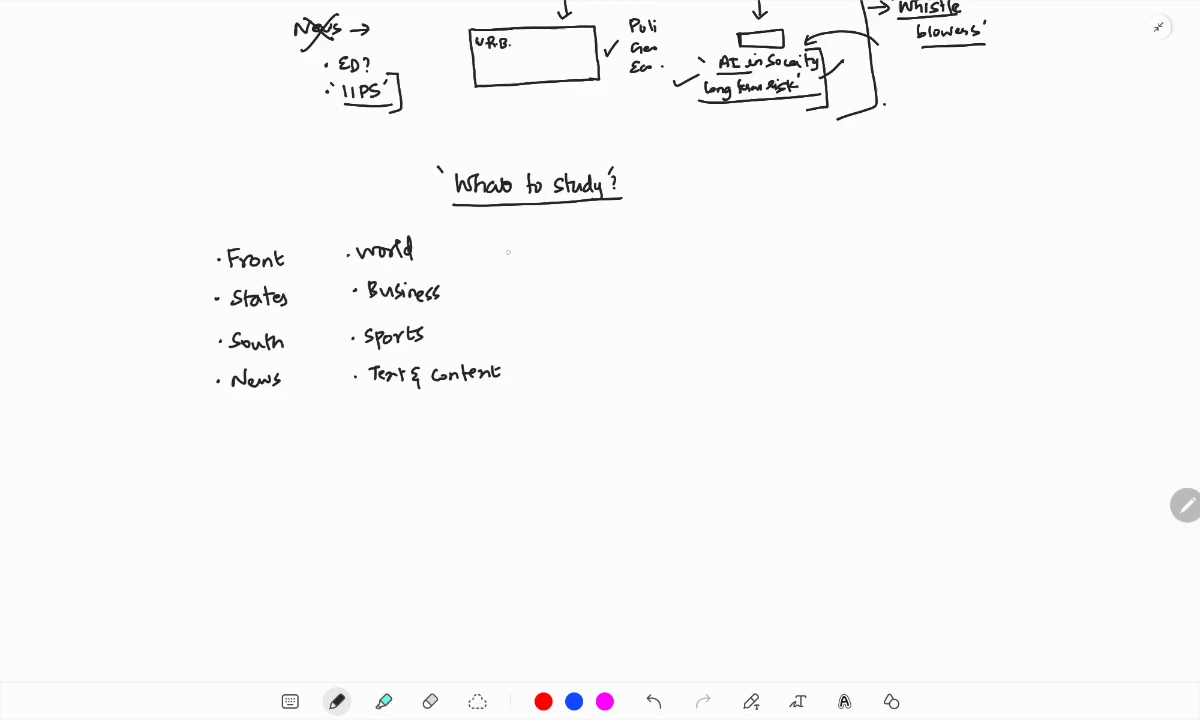 News →
· ED?
· 'IIPS'
W.R.B.
Poli
Gen
Eco.
'AI in Society
long term risk'
→ 'Whistle
blowers'
'What to study'?
· Front
· States
· South
· News
· World
· Business
· Sports
· Text & Content